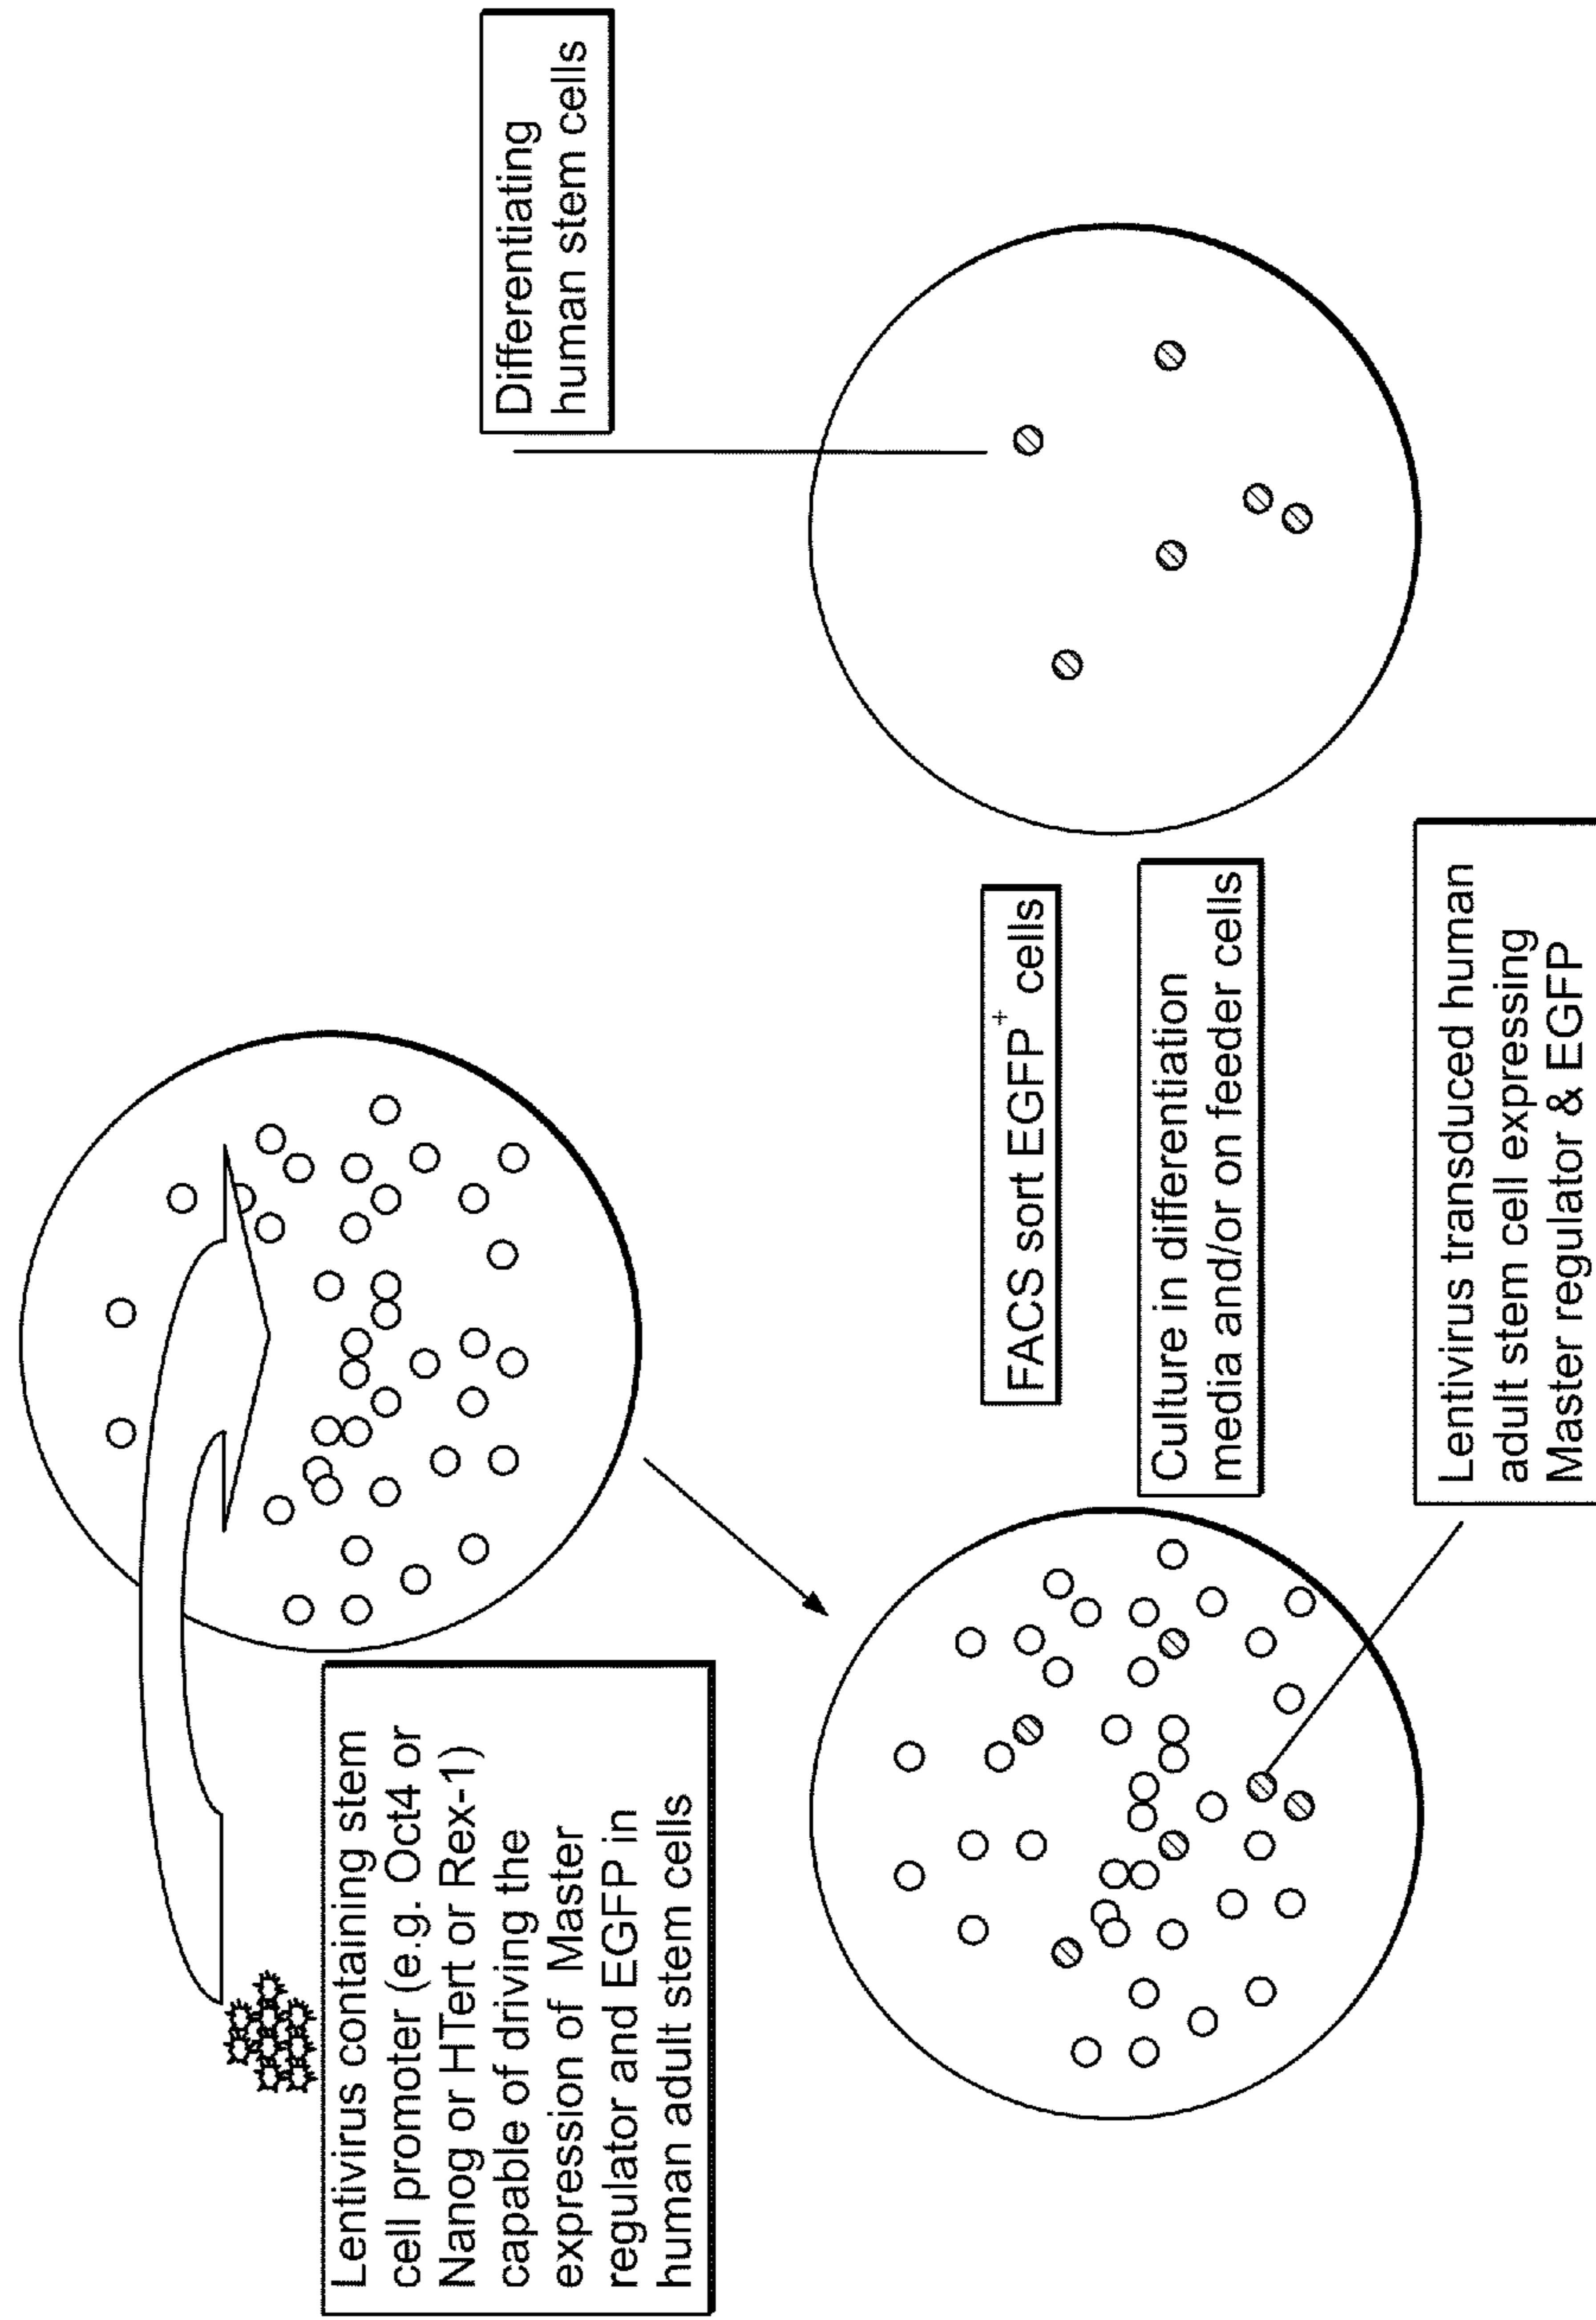 Lentivirus containing stem
cell promoter (e.g. Oct4 or
Nanog or HTert or Rex-1)
capable of driving the
expression of Master
regulator and EGFP in
human adult stem cells
Differentiating
human stem cells
FACS sort EGFP⁺ cells
Culture in differentiation
media and/or on feeder cells
Lentivirus transduced human
adult stem cell expressing
Master regulator & EGFP